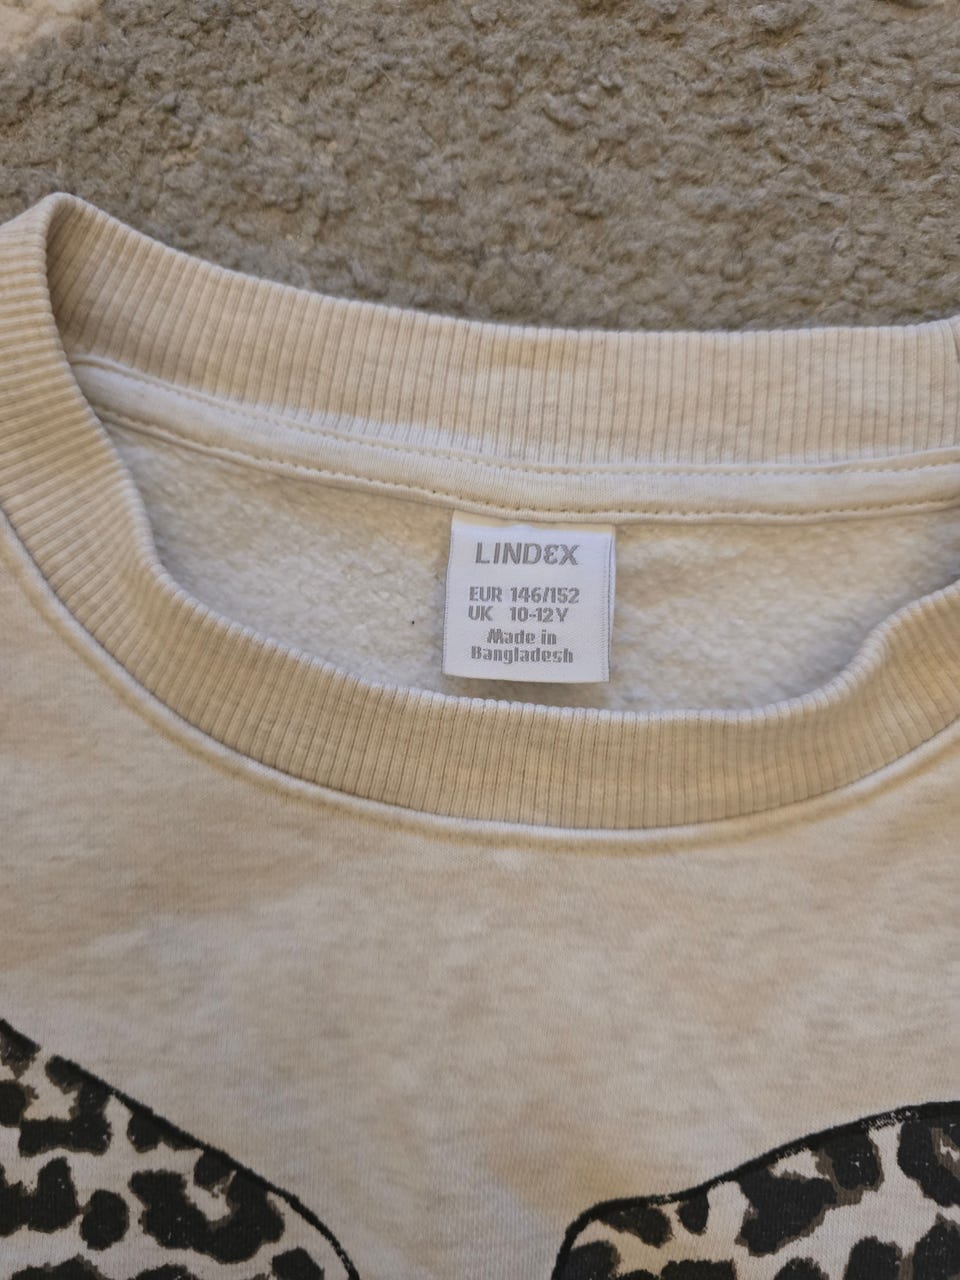 LINDEX
EUR 146/152
UK 10-12Y
Made in
Bangladesh